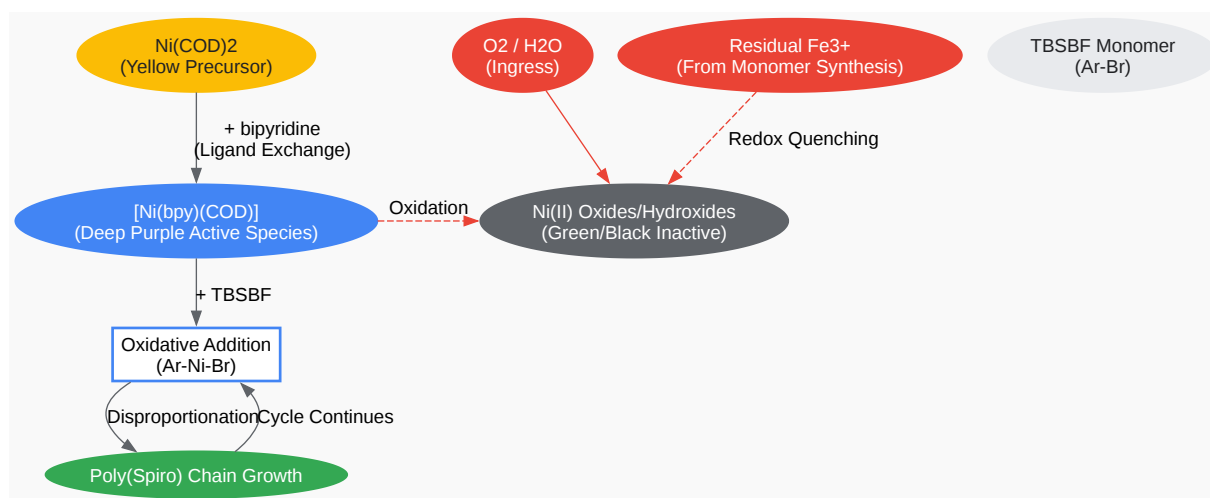 Ni(COD)2
(Yellow Precursor)
O2 / H2O
(Ingress)
Residual Fe3+
(From Monomer Synthesis)
TBSBF Monomer
(Ar-Br)
+ bipyridine
(Ligand Exchange)
Redox Quenching
[Ni(bpy)(COD)]
(Deep Purple Active Species)
Oxidation
Ni(II) Oxides/Hydroxides
(Green/Black Inactive)
+ TBSBF
Oxidative Addition
(Ar-Ni-Br)
Disproportionation
Cycle Continues
Poly(Spiro) Chain Growth